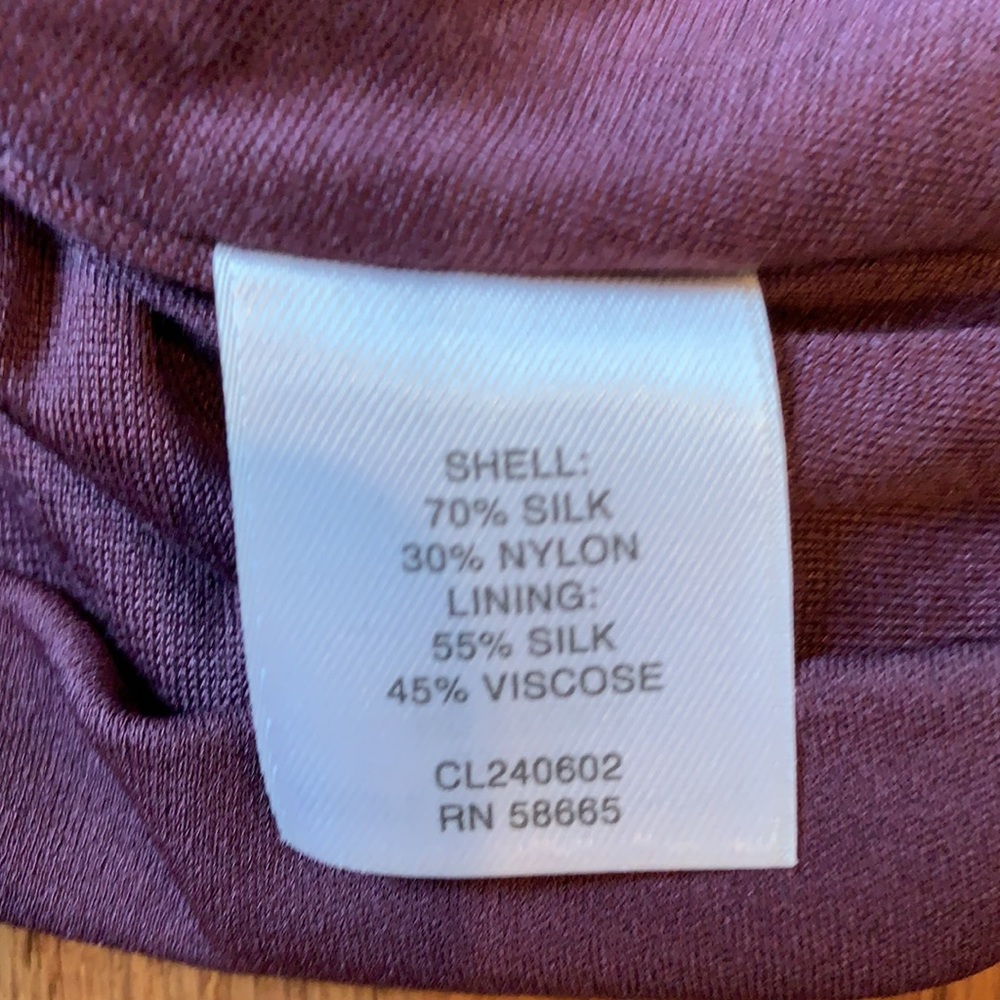 SHELL:
70% SILK
30% NYLON
LINING:
55% SILK
45% VISCOSE
CL240602
RN 58665